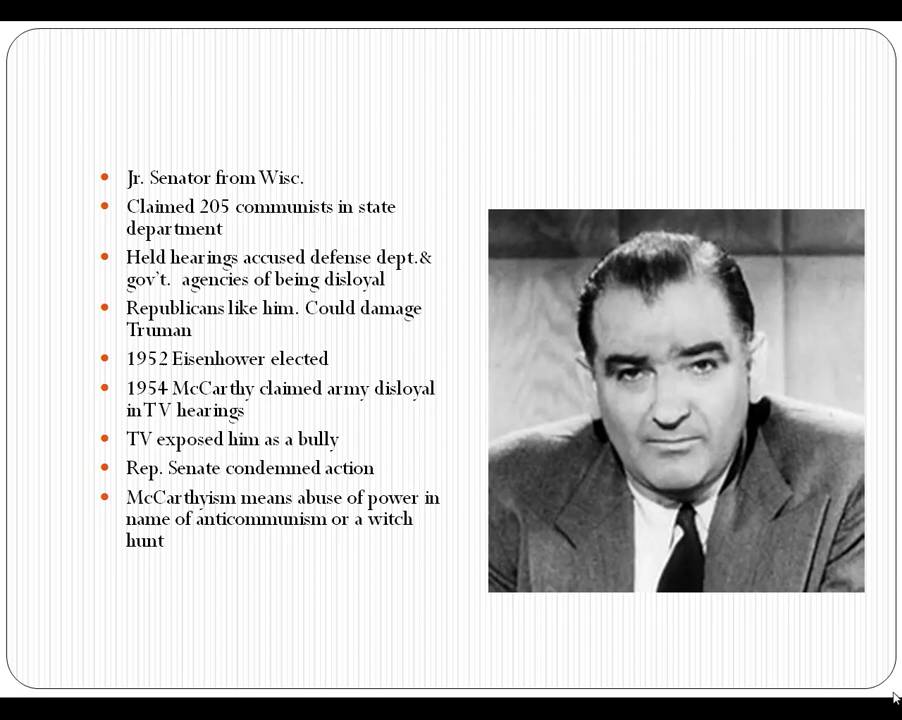 Jr. Senator from Wisc.
Claimed 205 communists in state
department
Held hearings accused defense dept.&
gov't. agencies of being disloyal
Republicans like him. Could damage
Truman
1952 Eisenhower elected
1954 McCarthy claimed army disloyal
in TV hearings
TV exposed him as a bully
Rep. Senate condemned action
McCarthyism means abuse of power in
name of anticommunism or a witch
hunt